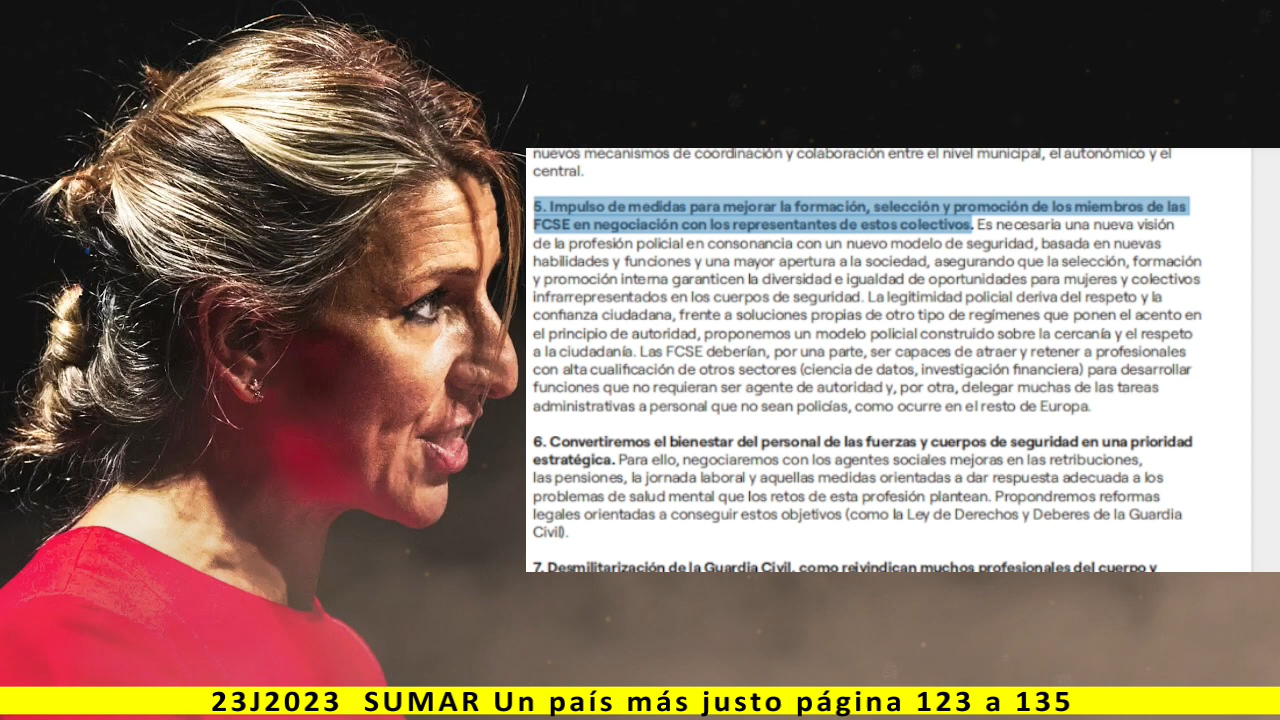 nuevos mecanismos de coordinación y colaboración entre el nivel municipal, el autonómico y el
central.
5. Impulso de medidas para mejorar la formación, selección y promoción de los miembros de las
FCSE en negociación con los representantes de estos colectivos. Es necesaria una nueva visión
de la profesión policial en consonancia con un nuevo modelo de seguridad, basada en nuevas
habilidades y funciones y una mayor apertura a la sociedad, asegurando que la selección, formación
y promoción interna garanticen la diversidad e igualdad de oportunidades para mujeres y colectivos
infrarrepresentados en los cuerpos de seguridad. La legitimidad policial deriva del respeto y la
confianza ciudadana, frente a soluciones propias de otro tipo de regímenes que ponen el acento en
el principio de autoridad, proponemos un modelo policial construido sobre la cercanía y el respeto
a la ciudadanía. Las FCSE deberían, por una parte, ser capaces de atraer y retener a profesionales
con alta cualificación de otros sectores (ciencia de datos, investigación financiera) para desarrollar
funciones que no requieran ser agente de autoridad y, por otra, delegar muchas de las tareas
administrativas a personal que no sean policías, como ocurre en el resto de Europa.
6. Convertiremos el bienestar del personal de las fuerzas y cuerpos de seguridad en una prioridad
estratégica. Para ello, negociaremos con los agentes sociales mejoras en las retribuciones,
las pensiones, la jornada laboral y aquellas medidas orientadas a dar respuesta adecuada a los
problemas de salud mental que los retos de esta profesión plantean. Propondremos reformas
legales orientadas a conseguir estos objetivos (como la Ley de Derechos y Deberes de la Guardia
Civil).
7. Desmilitarización de la Guardia Civil, como reivindican muchos profesionales del cuerpo y
23J2023 SUMAR Un país más justo página 123 a 135